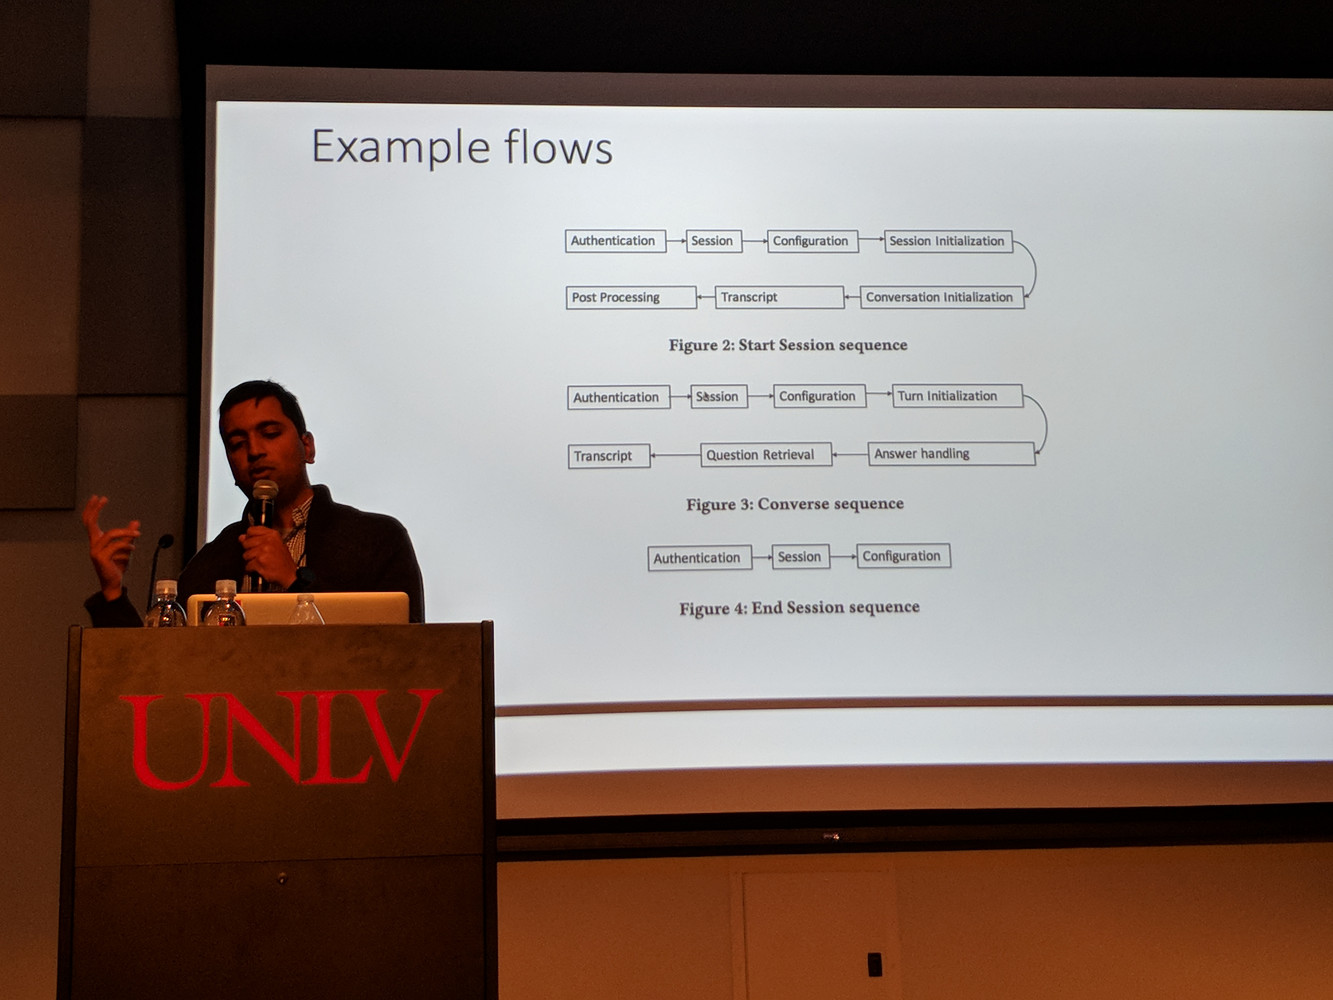 Example flows
Authentication
Session
Configuration
Session Initialization
Post Processing
Transcript
Conversation Initialization
Figure 2: Start Session sequence
Authentication
Session
Configuration
Turn Initialization
Transcript
Question Retrieval
Answer handling
Figure 3: Converse sequence
Authentication
Session
Configuration
Figure 4: End Session sequence
UNLV